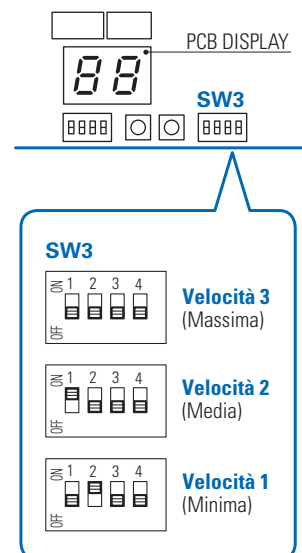 PCB DISPLAY
88
SW3
SW3
ON 1 2 3 4
OFF
Velocità 3
(Massima)
ON 1 2 3 4
OFF
Velocità 2
(Media)
ON 1 2 3 4
OFF
Velocità 1
(Minima)